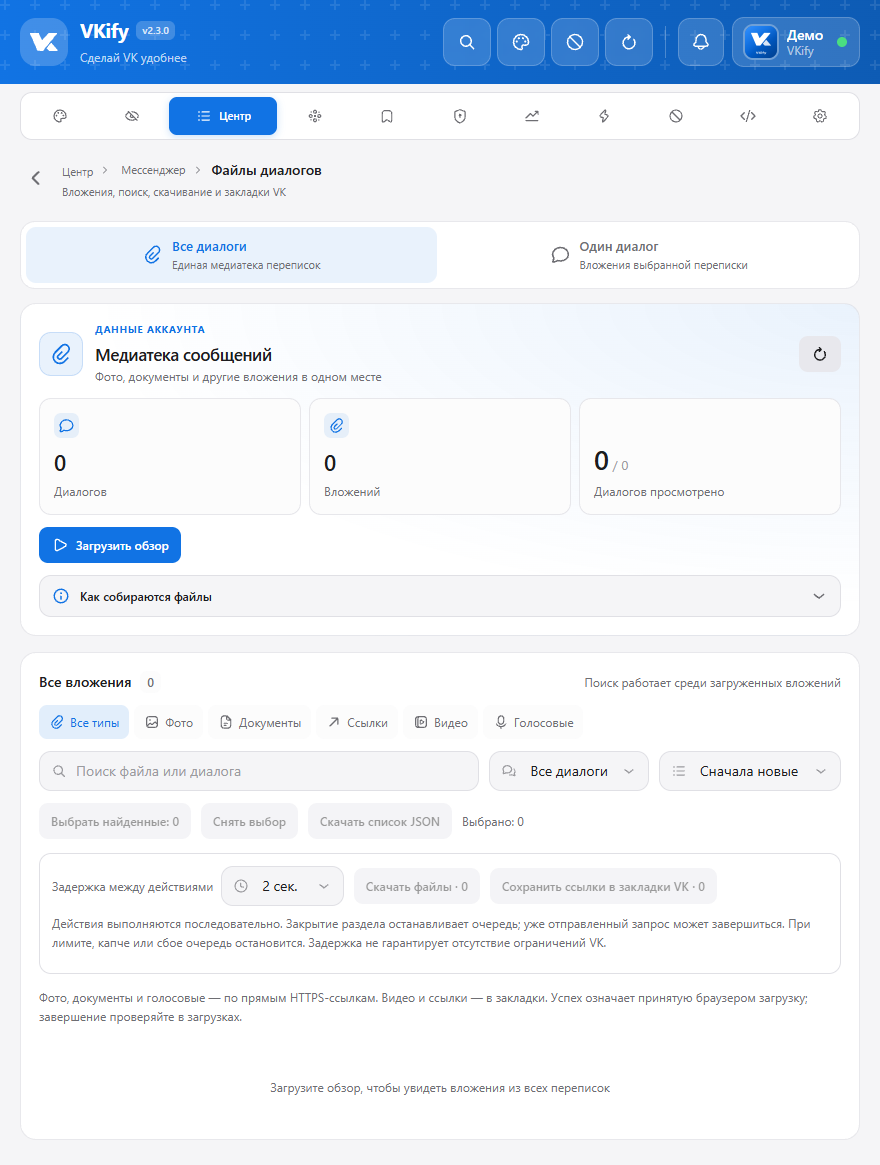 VKify v2.3.0
Сделай VK удобнее
Демо
VKify
Центр
Центр > Мессенджер > Файлы диалогов
Вложения, поиск, скачивание и закладки VK
Все диалоги
Единая медиатека переписок
Один диалог
Вложения выбранной переписки
ДАННЫЕ АККАУНТА
Медиатека сообщений
Фото, документы и другие вложения в одном месте
0
Диалогов
0
Вложений
0 / 0
Диалогов просмотрено
Загрузить обзор
Как собираются файлы
Все вложения 0
Поиск работает среди загруженных вложений
Все типы Фото Документы Ссылки Видео Голосовые
Поиск файла или диалога Все диалоги Сначала новые
Выбрать найденные: 0 Снять выбор Скачать список JSON Выбрано: 0
Задержка между действиями 2 сек. Скачать файлы · 0 Сохранить ссылки в закладки VK · 0
Действия выполняются последовательно. Закрытие раздела останавливает очередь; уже отправленный запрос может завершиться. При
лимите, капче или сбое очередь остановится. Задержка не гарантирует отсутствие ограничений VK.
Фото, документы и голосовые — по прямым HTTPS-ссылкам. Видео и ссылки — в закладки. Успех означает принятую браузером загрузку;
завершение проверяйте в загрузках.
Загрузите обзор, чтобы увидеть вложения из всех переписок